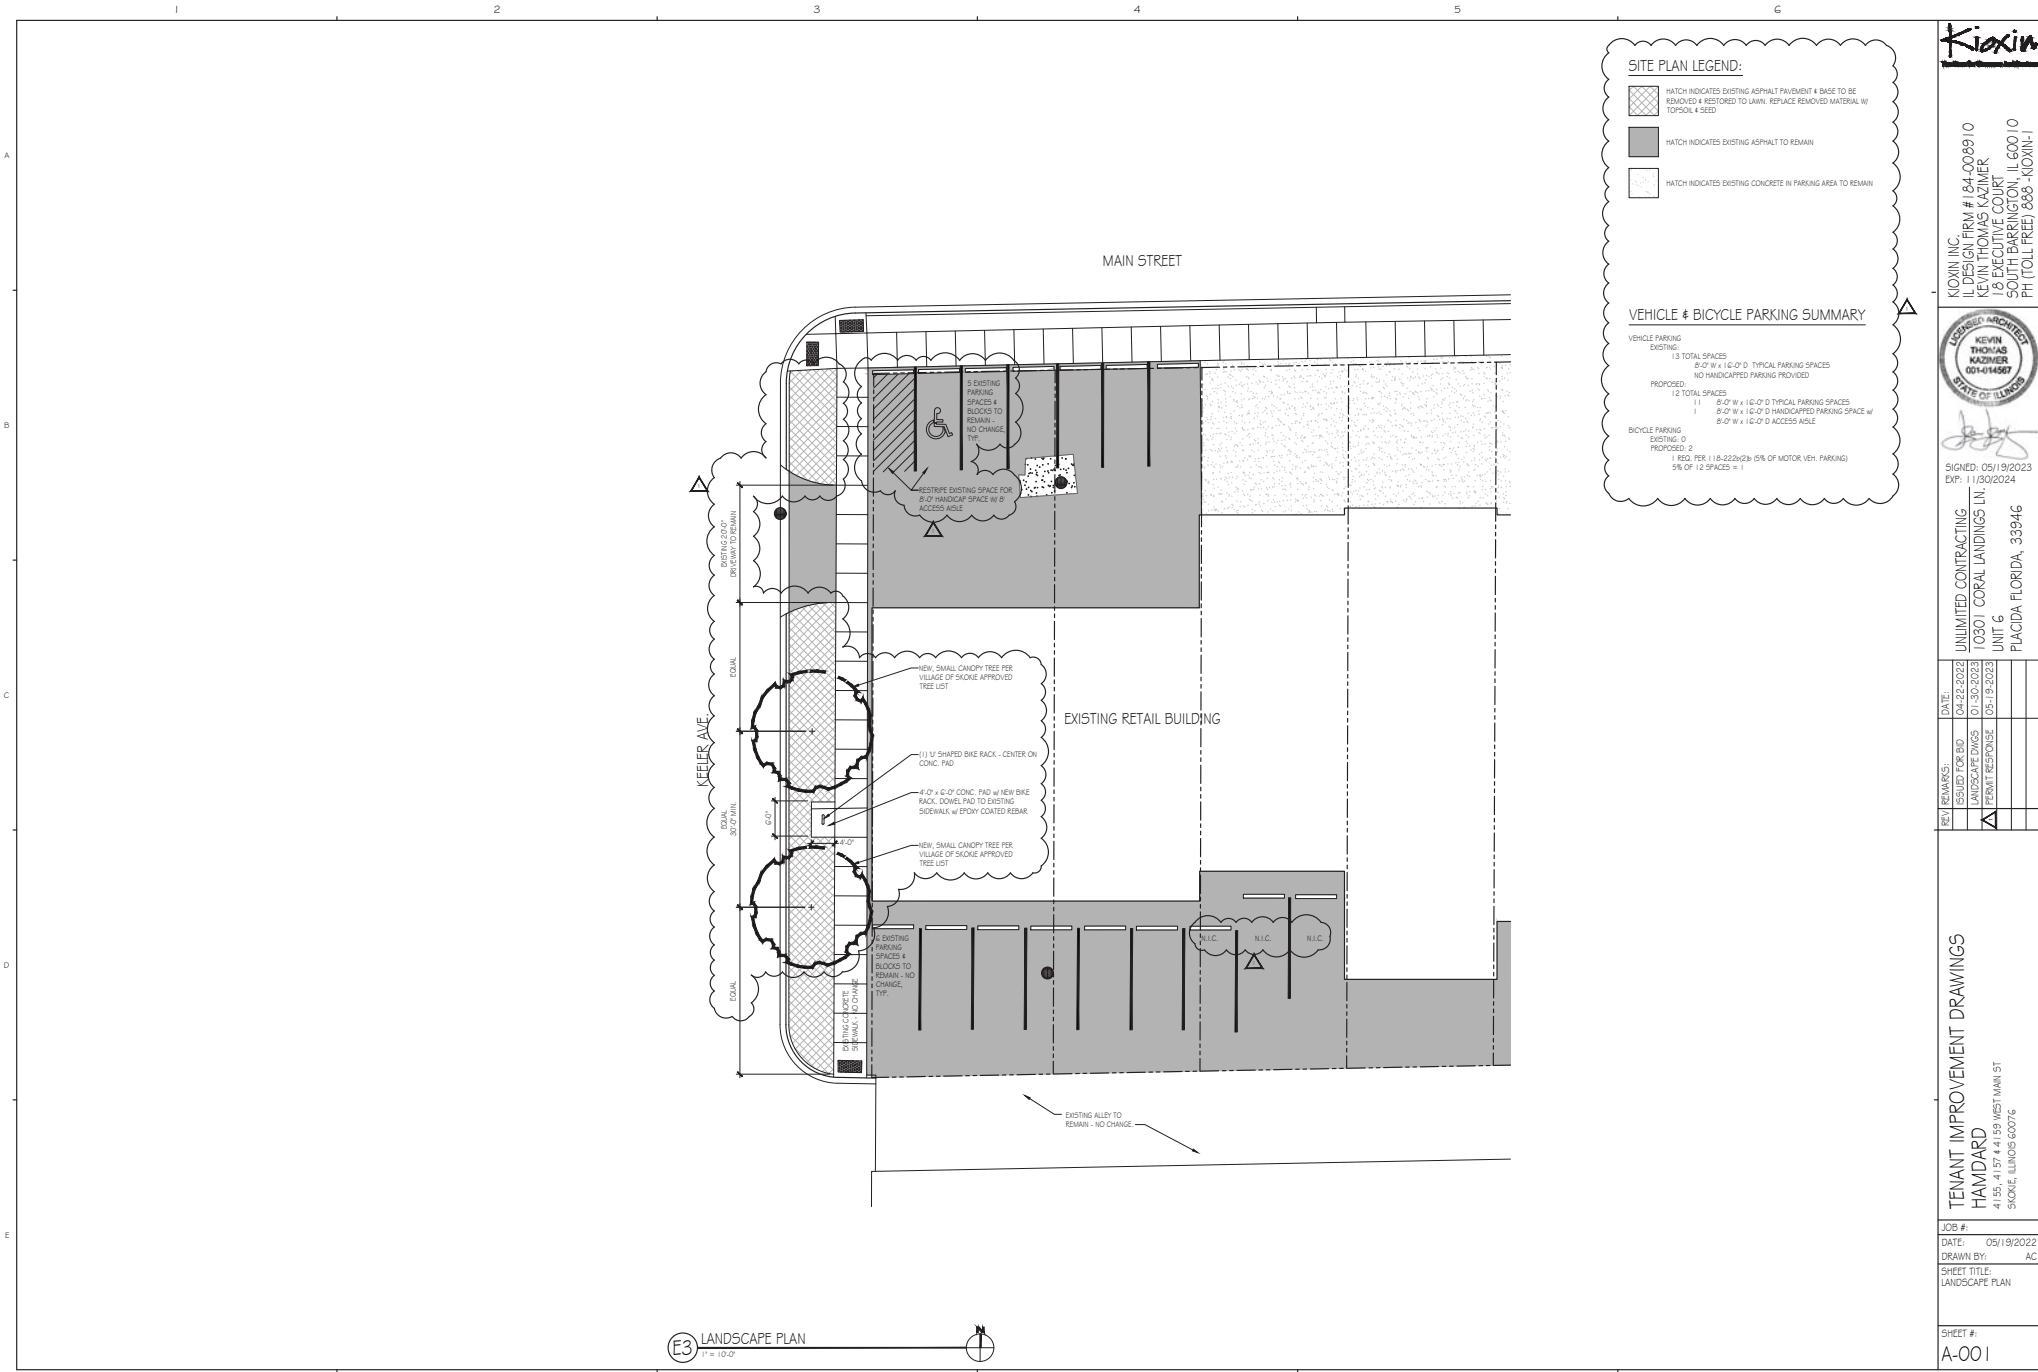 1
2
3
4
5
6
A
B
C
D
E
MAIN STREET
KEELER AVE.
EXISTING RETAIL BUILDING
5 EXISTING
PARKING
SPACES &
BLOCKS TO
REMAIN -
NO CHANGE,
TYP.
RESTRIPE EXISTING SPACE FOR
8'-0" HANDICAP SPACE W/ 8'
ACCESS AISLE
EXISTING 20'-0"
DRIVEWAY TO REMAIN
EQUAL
EQUAL
30'-0" MIN.
EQUAL
6'-0"
4'-0"
NEW, SMALL CANOPY TREE PER
VILLAGE OF SKOKIE APPROVED
TREE LIST
(1) 'U' SHAPED BIKE RACK - CENTER ON
CONC. PAD
4'-0" x 6'-0" CONC. PAD w/ NEW BIKE
RACK. DOWEL PAD TO EXISTING
SIDEWALK w/ EPOXY COATED REBAR
NEW, SMALL CANOPY TREE PER
VILLAGE OF SKOKIE APPROVED
TREE LIST
6 EXISTING
PARKING
SPACES &
BLOCKS TO
REMAIN - NO
CHANGE,
TYP.
N.I.C.
N.I.C.
N.I.C.
EXISTING CONCRETE
SIDEWALK - NO CHANGE
EXISTING ALLEY TO
REMAIN - NO CHANGE.
E3
LANDSCAPE PLAN
1" = 10'-0"
N
SITE PLAN LEGEND:
HATCH INDICATES EXISTING ASPHALT PAVEMENT & BASE TO BE
REMOVED & RESTORED TO LAWN. REPLACE REMOVED MATERIAL W/
TOPSOIL & SEED
HATCH INDICATES EXISTING ASPHALT TO REMAIN
HATCH INDICATES EXISTING CONCRETE IN PARKING AREA TO REMAIN
VEHICLE & BICYCLE PARKING SUMMARY
VEHICLE PARKING
EXISTING:
13 TOTAL SPACES
8'-0" W x 16'-0" D TYPICAL PARKING SPACES
NO HANDICAPPED PARKING PROVIDED
PROPOSED:
12 TOTAL SPACES
11 8'-0" W x 16'-0" D TYPICAL PARKING SPACES
1 8'-0" W x 16'-0" D HANDICAPPED PARKING SPACE w/
8'-0" W x 16'-0" D ACCESS AISLE
BICYCLE PARKING
EXISTING: 0
PROPOSED: 2
1 REQ. PER 118-222b(2)b (5% OF MOTOR VEH. PARKING)
5% OF 12 SPACES = 1
Kioxin
KIOXIN INC.
IL DESIGN FIRM #184-008910
KEVIN THOMAS KAZIMER
18 EXECUTIVE COURT
SOUTH BARRINGTON, IL 60010
PH (TOLL FREE) 888 -KIOXIN-1
LICENSED ARCHITECT
KEVIN
THOMAS
KAZIMER
001-014567
STATE OF ILLINOIS
SIGNED: 05/19/2023
EXP: 11/30/2024
UNLIMITED CONTRACTING
10301 CORAL LANDINGS LN.
UNIT 6
PLACIDA FLORIDA, 33946
REV REMARKS: DATE:
ISSUED FOR BID 04-22-2022
LANDSCAPE DWGS 01-30-2023
PERMIT RESPONSE 05-19-2023
TENANT IMPROVEMENT DRAWINGS
HAMDARD
4155, 4157 & 4159 WEST MAIN ST
SKOKIE, ILLINOIS 60076
JOB #:
DATE: 05/19/2022
DRAWN BY: AC
SHEET TITLE:
LANDSCAPE PLAN
SHEET #:
A-001